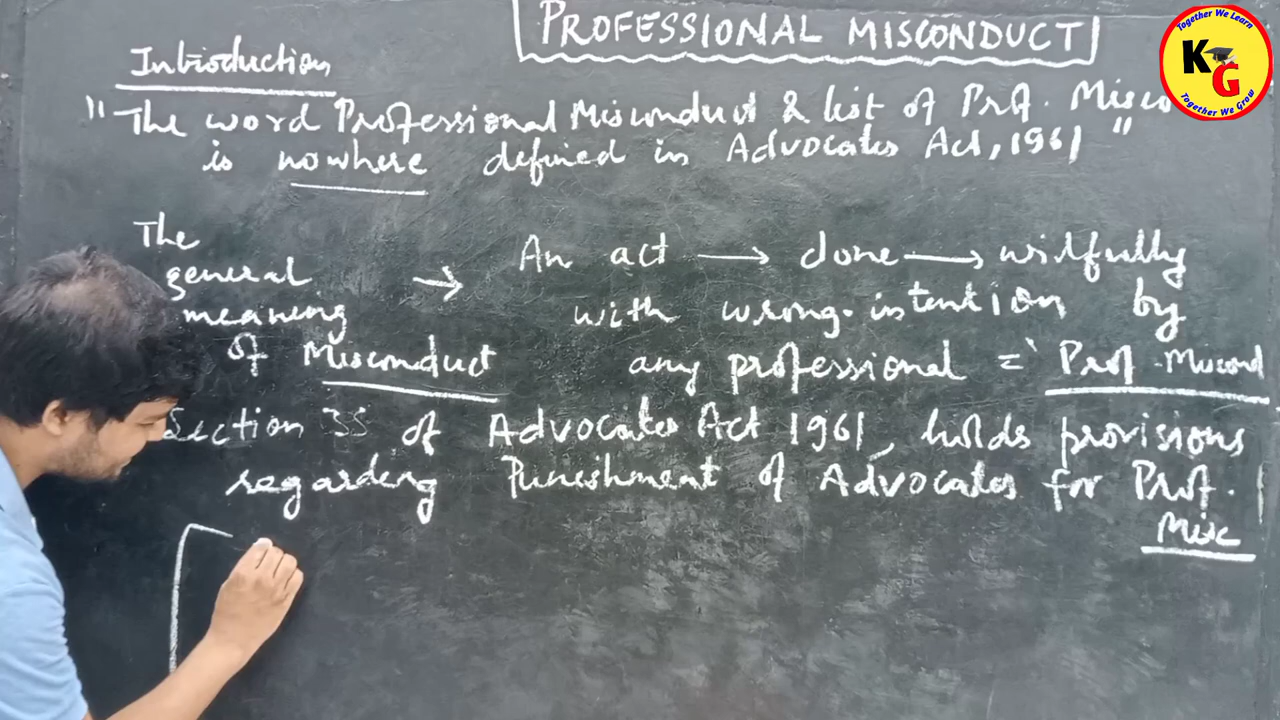 PROFESSIONAL MISCONDUCT
Introduction
"The word Professional Misconduct & list of Prof. Misco
is nowhere defined in Advocates Act, 1961"
The
general
meaning
of Misconduct
→ An act → done → wilfully
with wrong intention by
any professional = Prof. Miscond
Section 35 of Advocates Act 1961, holds provisions
regarding Punishment of Advocates for Prof.
Misc
Together We Learn
KG
Together We Grow